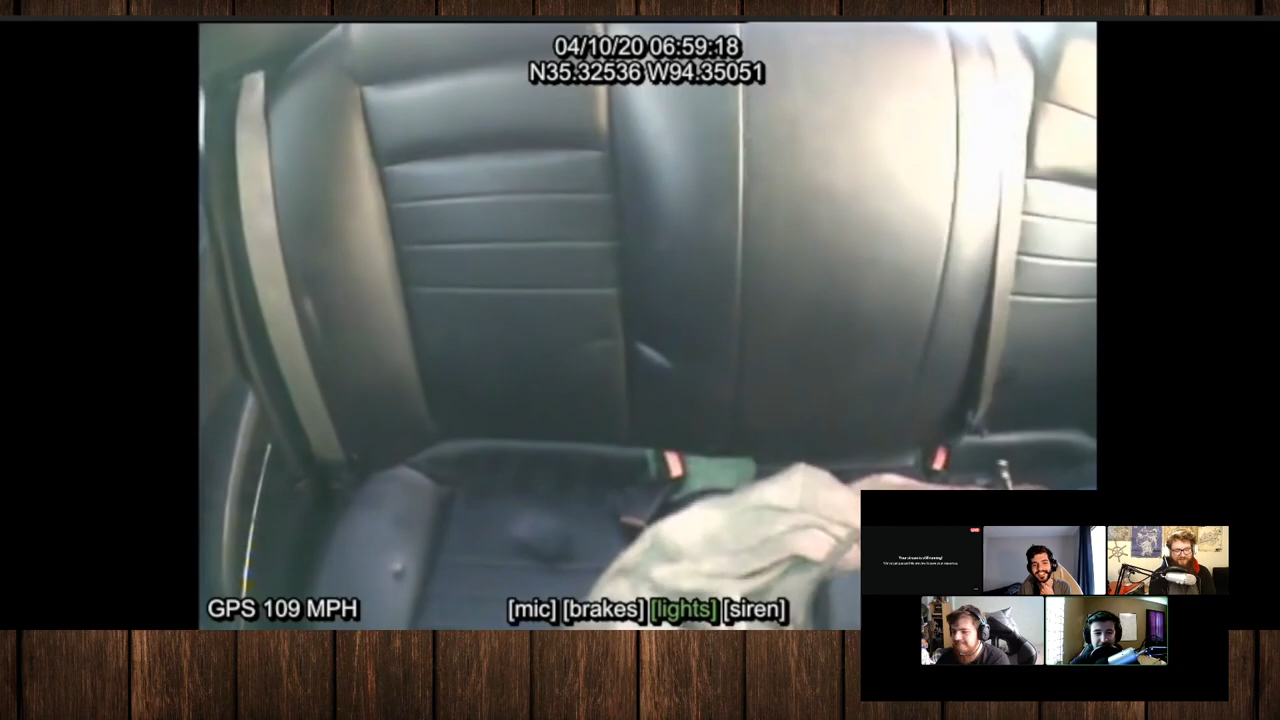 04/10/20 06:59:18
N35.32536 W94.35051
GPS 109 MPH
[mic] [brakes] [lights] [siren]